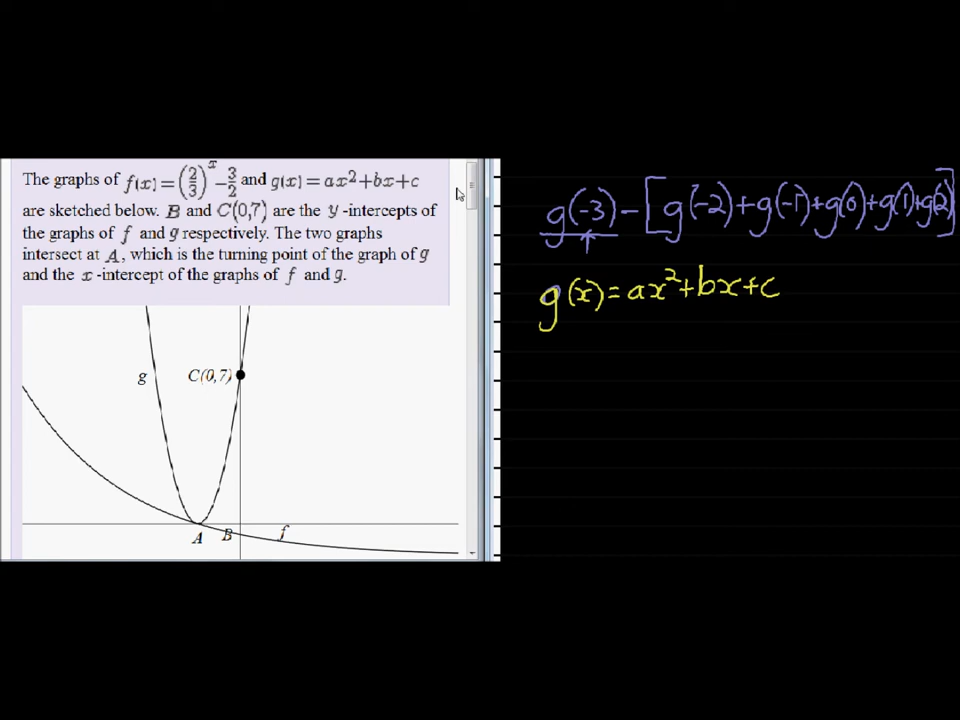 The graphs of f(x)=(2/3)^x-3/2 and g(x)=ax²+bx+c
are sketched below. B and C(0,7) are the y-intercepts of
the graphs of f and g respectively. The two graphs
intersect at A, which is the turning point of the graph of g
and the x-intercept of the graphs of f and g.
g
C(0,7)
A
B
f
g(-3)-[g(-2)+g(-1)+g(0)+g(1)+g(2)]
g(x)=ax²+bx+c